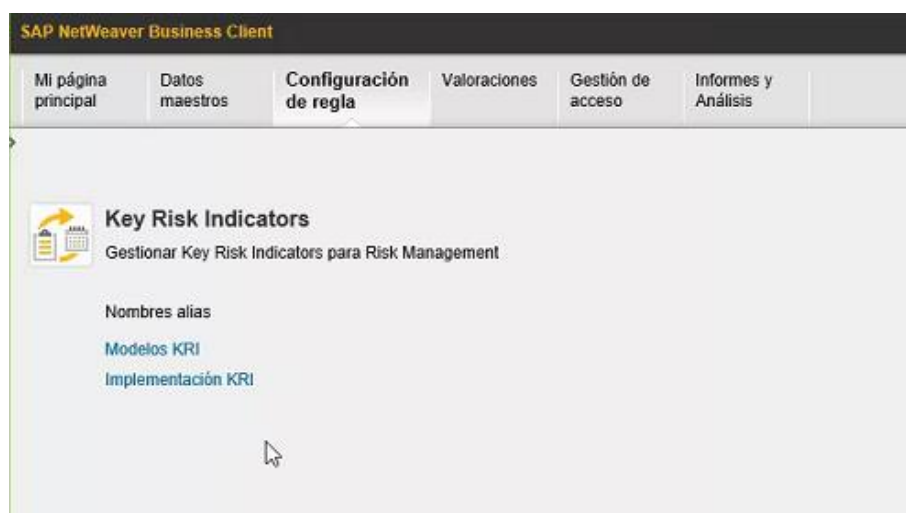 SAP NetWeaver Business Client
Mi página principal
Datos maestros
Configuración de regla
Valoraciones
Gestión de acceso
Informes y Análisis
Key Risk Indicators
Gestionar Key Risk Indicators para Risk Management
Nombres alias
Modelos KRI
Implementación KRI